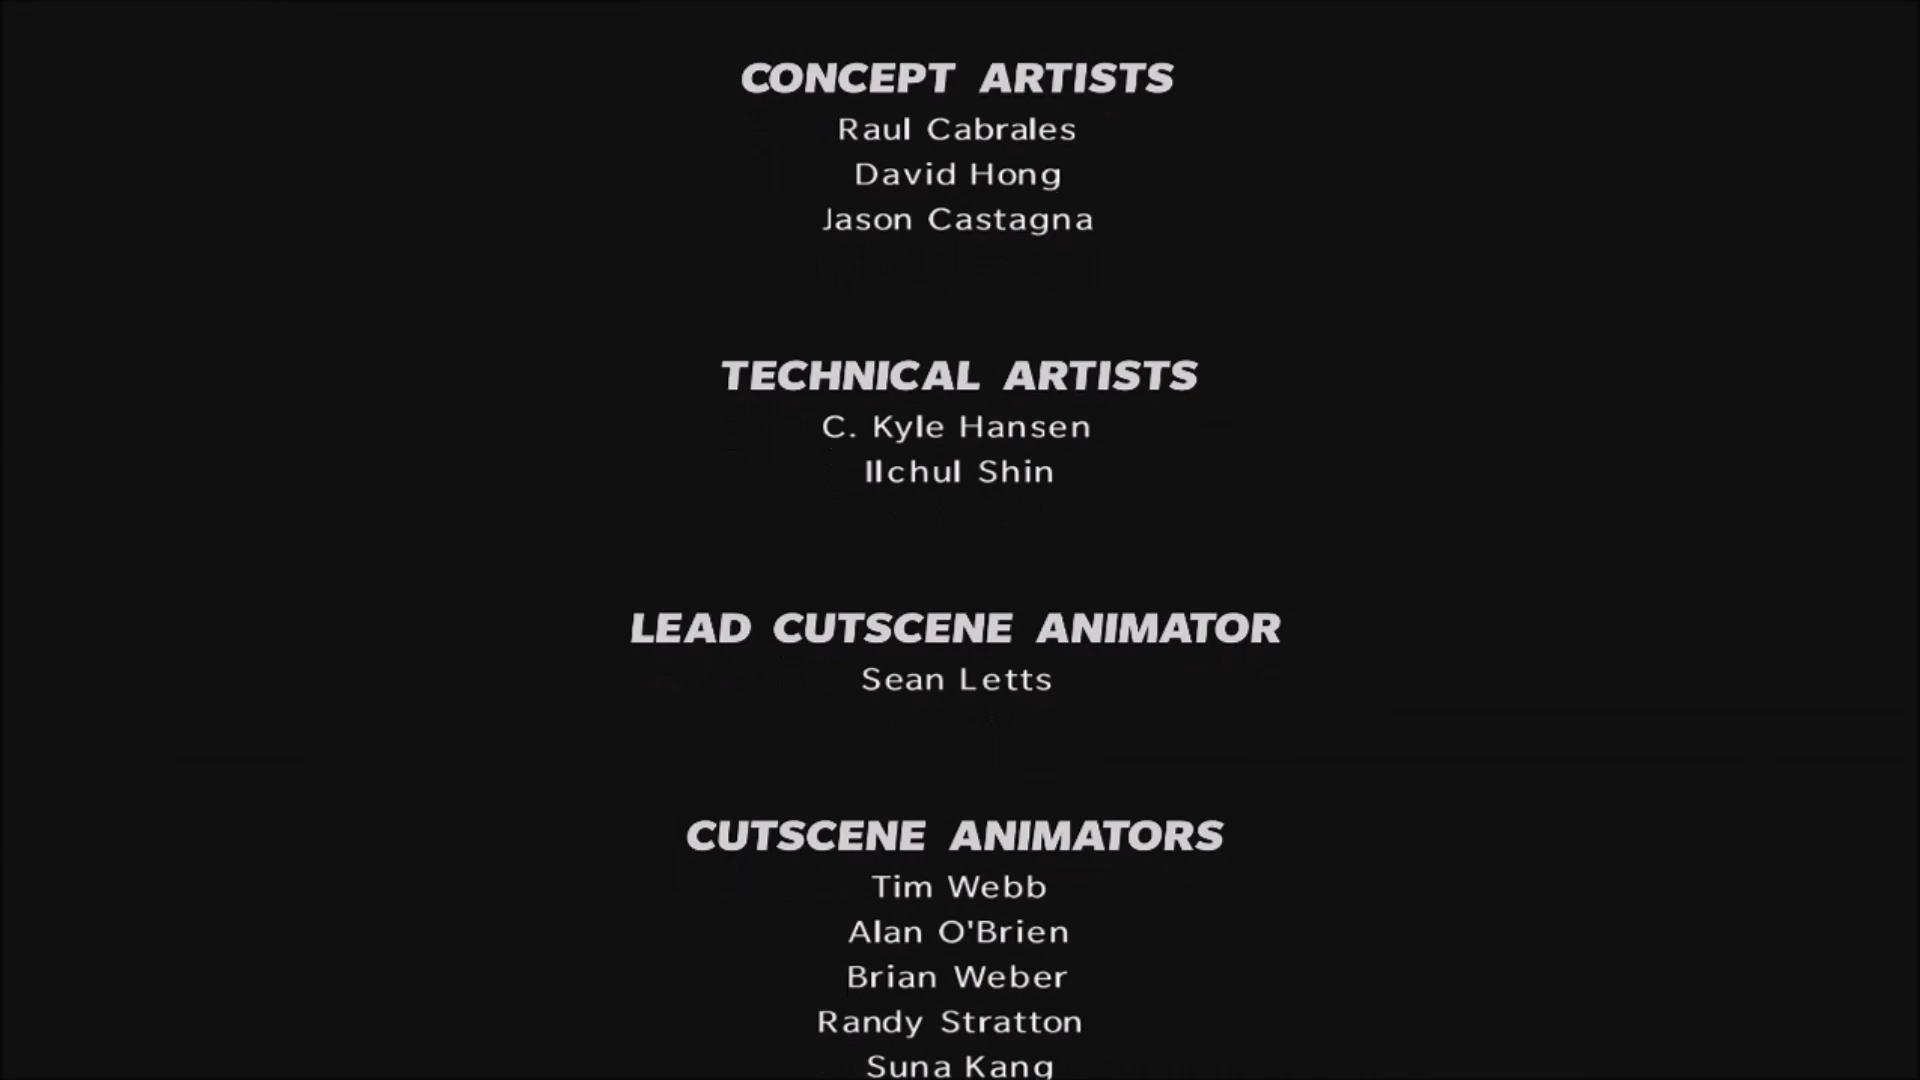 CONCEPT ARTISTS
Raul Cabrales
David Hong
Jason Castagna
TECHNICAL ARTISTS
C. Kyle Hansen
Ilchul Shin
LEAD CUTSCENE ANIMATOR
Sean Letts
CUTSCENE ANIMATORS
Tim Webb
Alan O'Brien
Brian Weber
Randy Stratton
Suna Kang